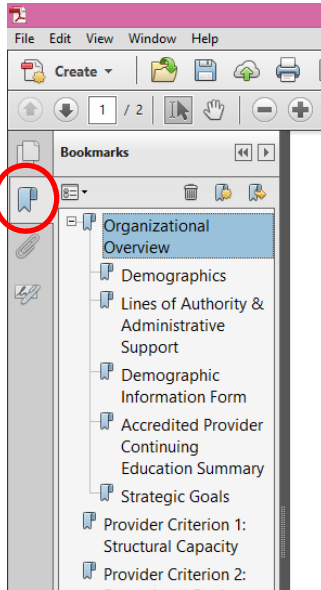 File Edit View Window Help
Create
1 / 2
Bookmarks
Organizational
Overview
Demographics
Lines of Authority &
Administrative
Support
Demographic
Information Form
Accredited Provider
Continuing
Education Summary
Strategic Goals
Provider Criterion 1:
Structural Capacity
Provider Criterion 2: